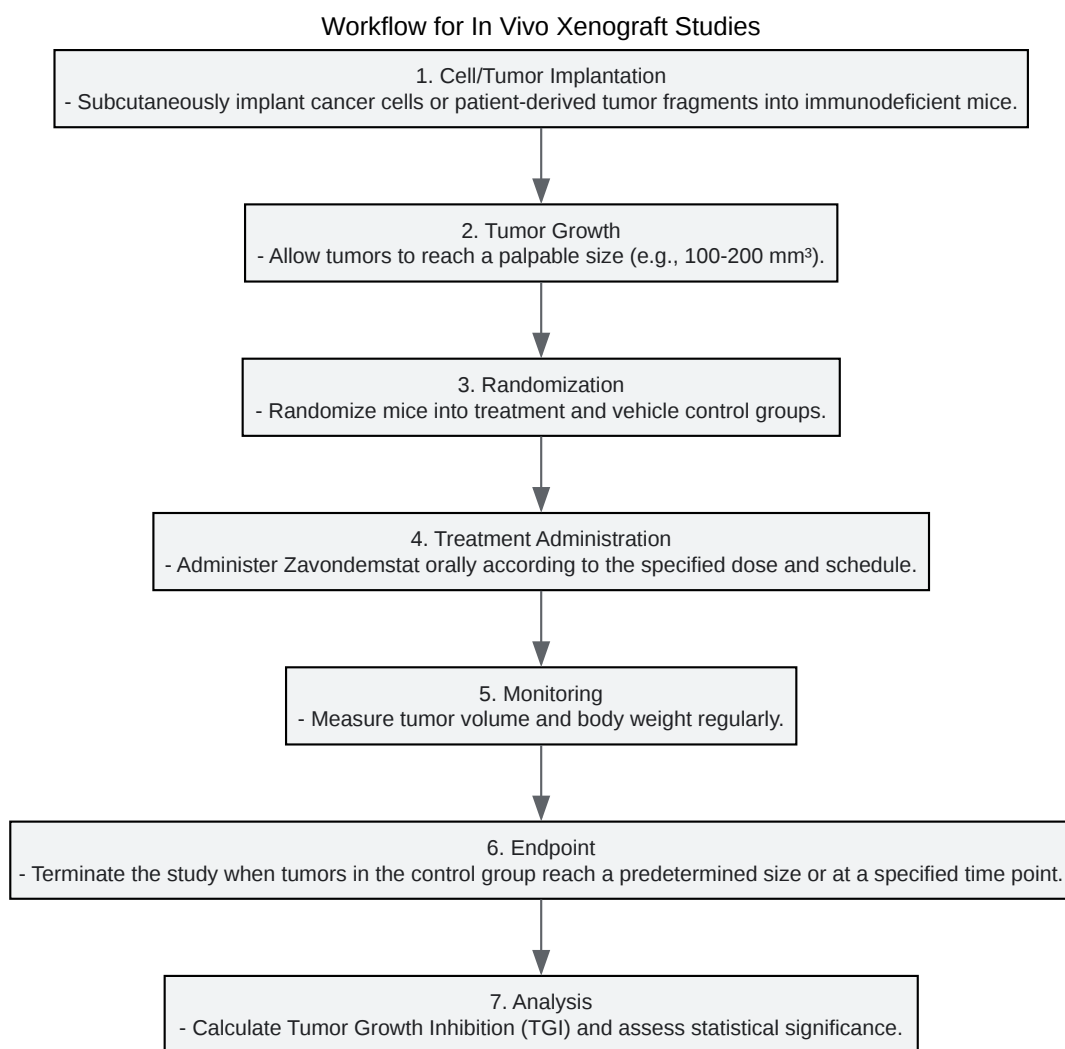 Workflow for In Vivo Xenograft Studies
1. Cell/Tumor Implantation
- Subcutaneously implant cancer cells or patient-derived tumor fragments into immunodeficient mice.
2. Tumor Growth
- Allow tumors to reach a palpable size (e.g., 100-200 mm³).
3. Randomization
- Randomize mice into treatment and vehicle control groups.
4. Treatment Administration
- Administer Zavondemstat orally according to the specified dose and schedule.
5. Monitoring
- Measure tumor volume and body weight regularly.
6. Endpoint
- Terminate the study when tumors in the control group reach a predetermined size or at a specified time point.
7. Analysis
- Calculate Tumor Growth Inhibition (TGI) and assess statistical significance.